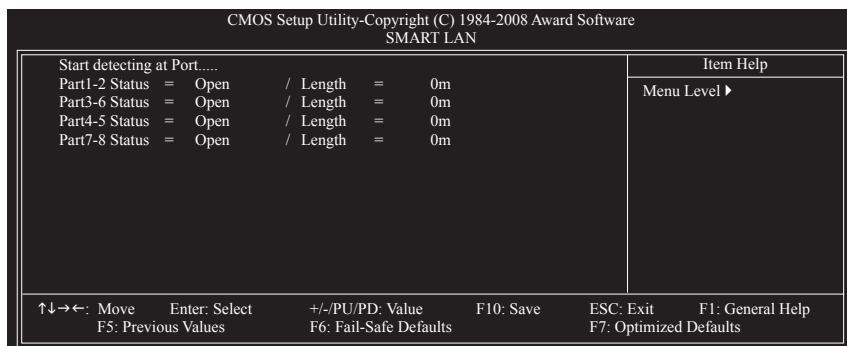 CMOS Setup Utility-Copyright (C) 1984-2008 Award Software
SMART LAN
Start detecting at Port.....
Part1-2 Status = Open / Length = 0m
Part3-6 Status = Open / Length = 0m
Part4-5 Status = Open / Length = 0m
Part7-8 Status = Open / Length = 0m
Item Help
Menu Level
↑↓→←: Move Enter: Select +/-/PU/PD: Value F10: Save ESC: Exit F1: General Help
F5: Previous Values F6: Fail-Safe Defaults F7: Optimized Defaults